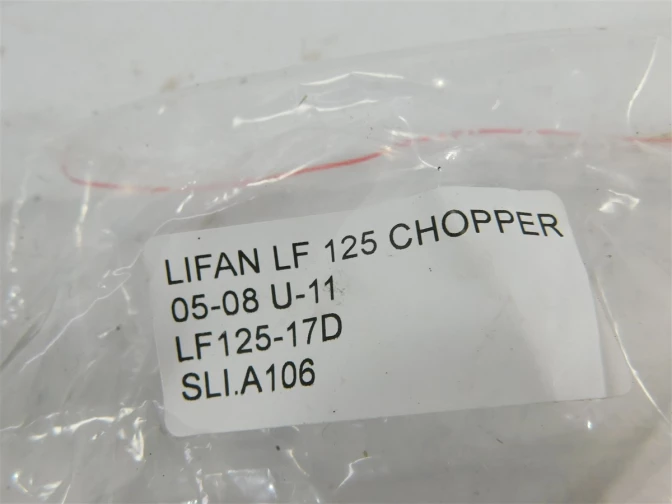 LIFAN LF 125 CHOPPER
05-08 U-11
LF125-17D
SLI.A106